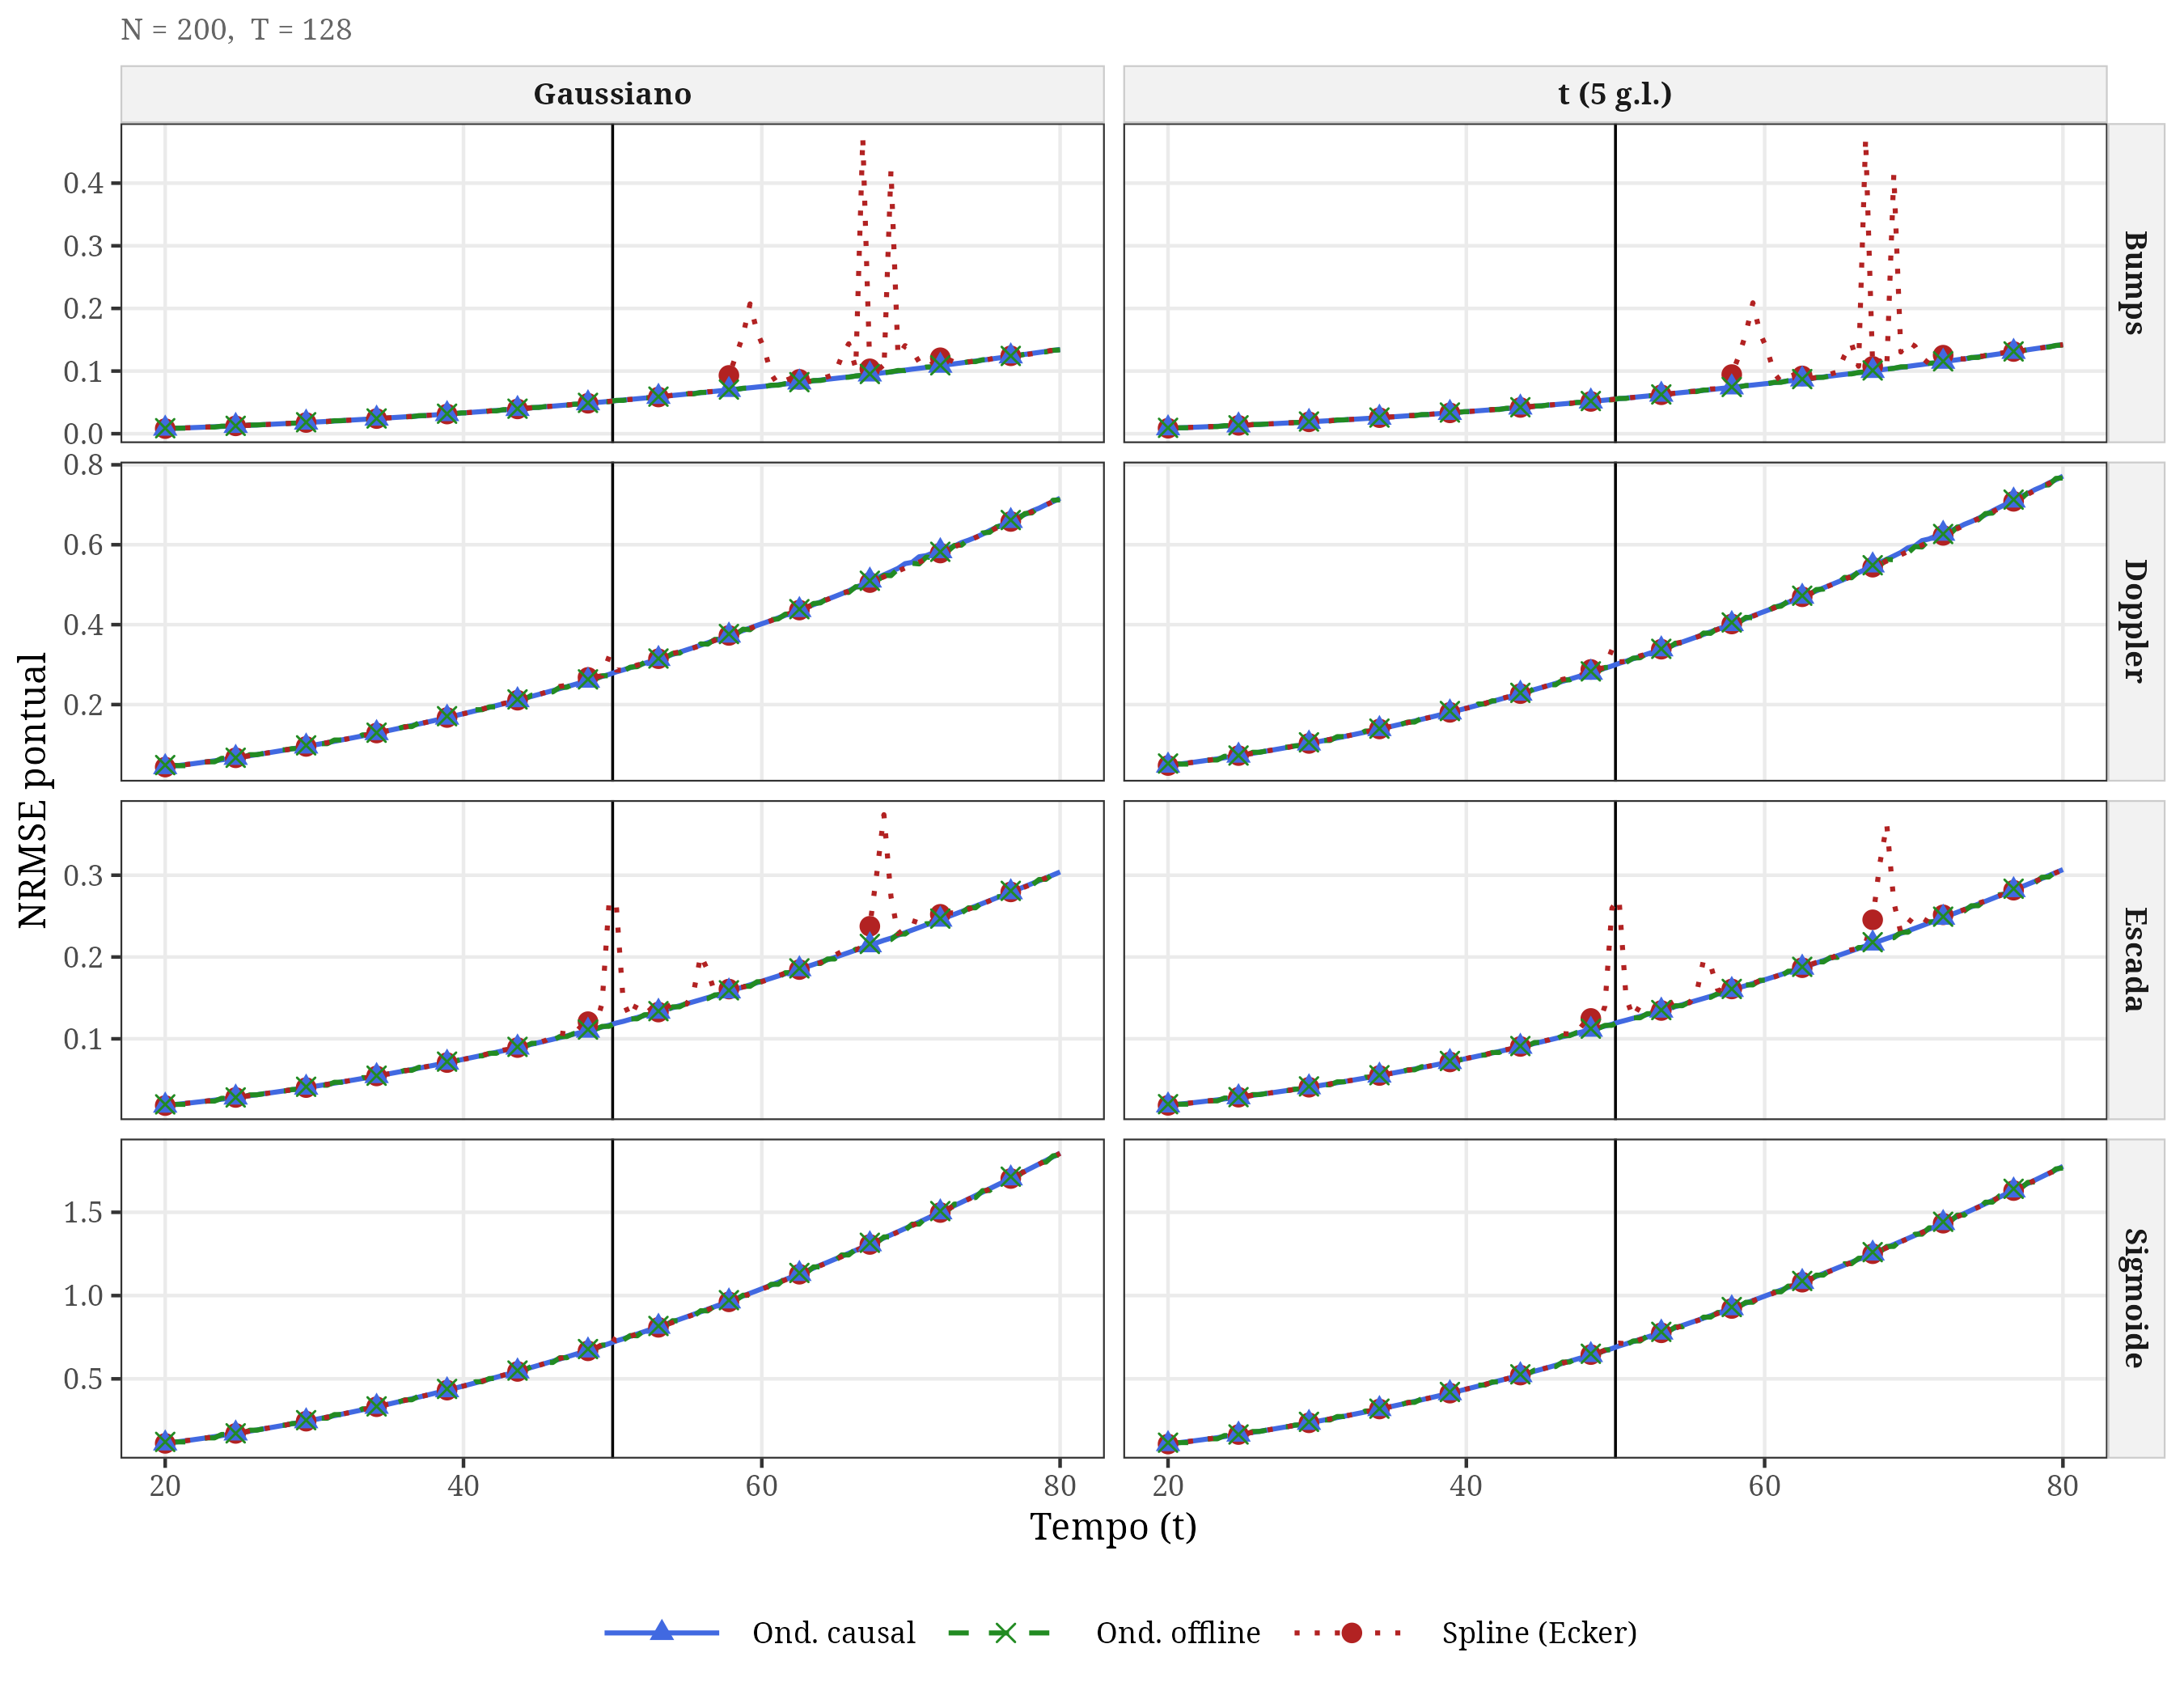 N = 200, T = 128
Gaussiano
t (5 g.l.)
NRMSE pontual
0.4
0.3
0.2
0.1
0.0
Bumps
0.8
0.6
0.4
0.2
Doppler
0.3
0.2
0.1
Escada
1.5
1.0
0.5
Sigmoide
20 40 60 80 20 40 60 80
Tempo (t)
Ond. causal Ond. offline Spline (Ecker)